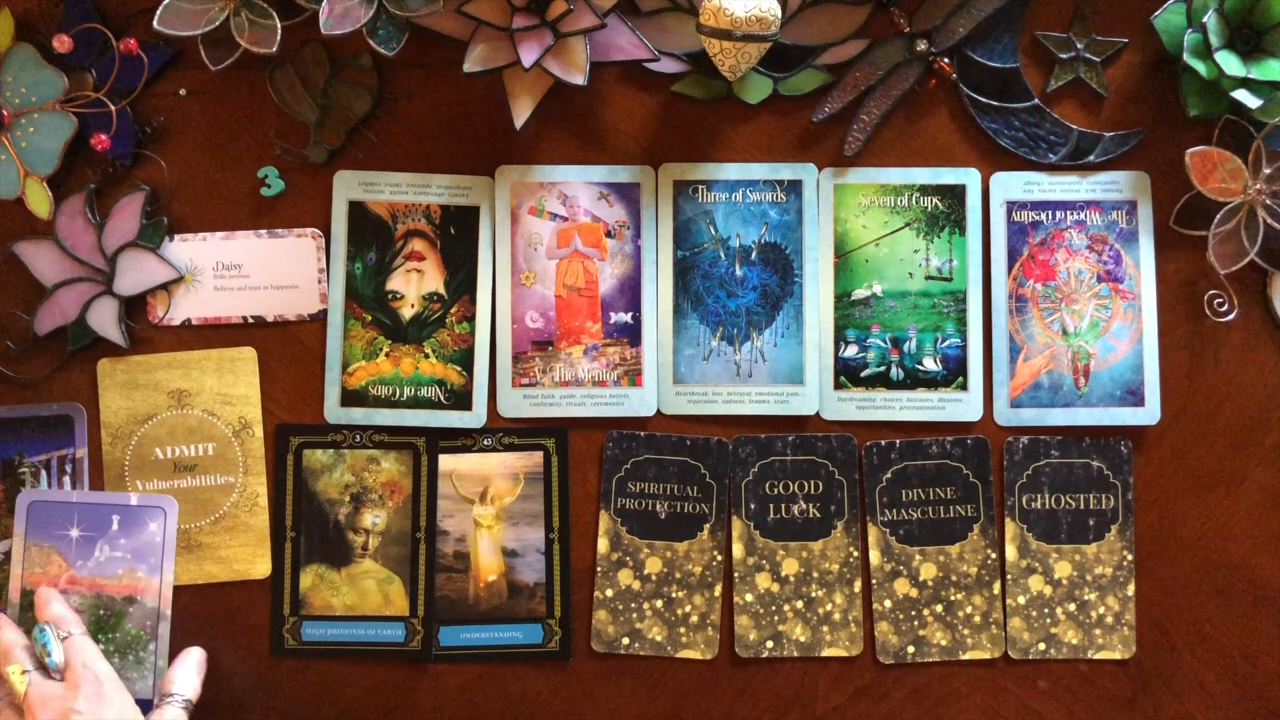 3
Daisy
Bellis perennis
Believe and trust in happiness.
ADMIT
Your
Vulnerabilities
Nine of Coins
V. The Mentor
Blind faith, guide, religious beliefs,
conformity, rituals, ceremonies
Three of Swords
Heartbreak, loss, betrayal, emotional pain,
separation, sadness, trauma, tears
Seven of Cups
Daydreaming, choices, fantasies, illusions,
opportunities, procrastination
The Wheel of Destiny
X
3
HIGH PRIESTESS OF EARTH
43
UNDERSTANDING
SPIRITUAL
PROTECTION
GOOD
LUCK
DIVINE
MASCULINE
GHOSTED